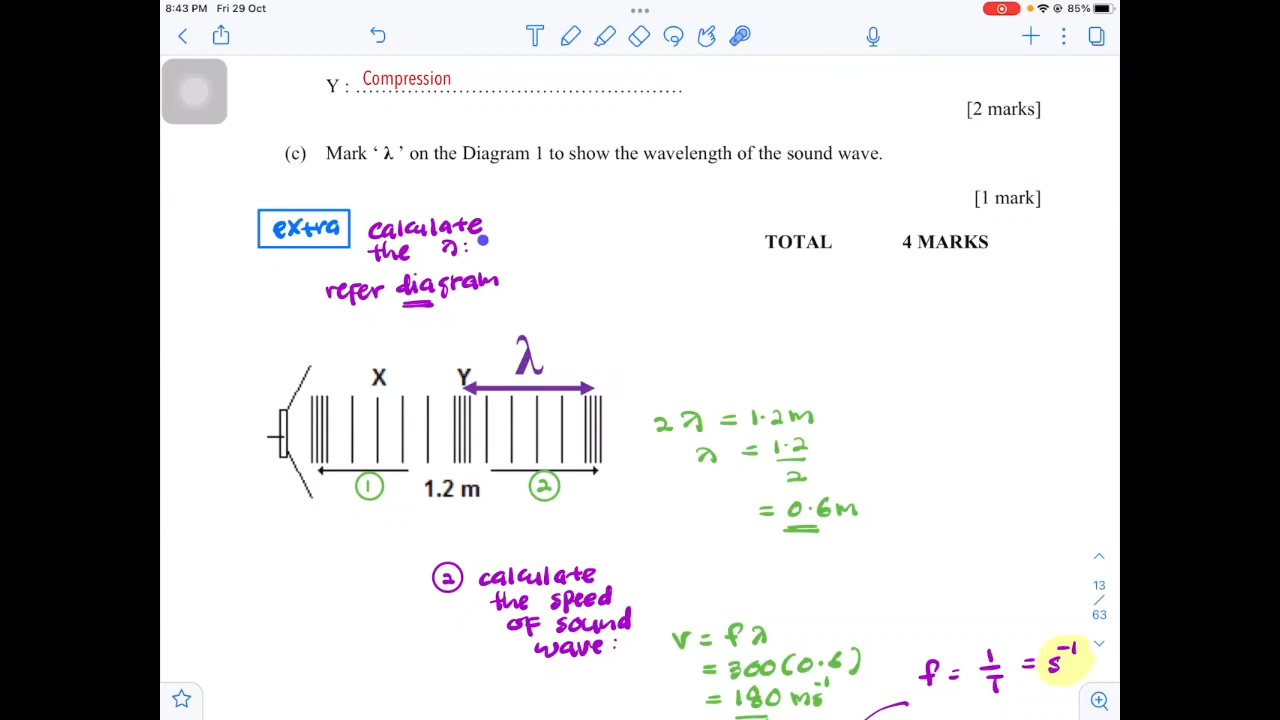 8:43 PM Fri 29 Oct
85%
Y : Compression
[2 marks]
(c) Mark ‘ λ ’ on the Diagram 1 to show the wavelength of the sound wave.
[1 mark]
extra calculate
the λ:
TOTAL 4 MARKS
refer diagram
λ
X Y
2 λ = 1.2m
λ = 1.2
2
= 0.6m
1 1.2 m 2
2 calculate
the speed
of sound
wave:
v = f λ
= 300(0.6)
= 180 ms⁻¹
f = 1 = s⁻¹
T
13
/
63